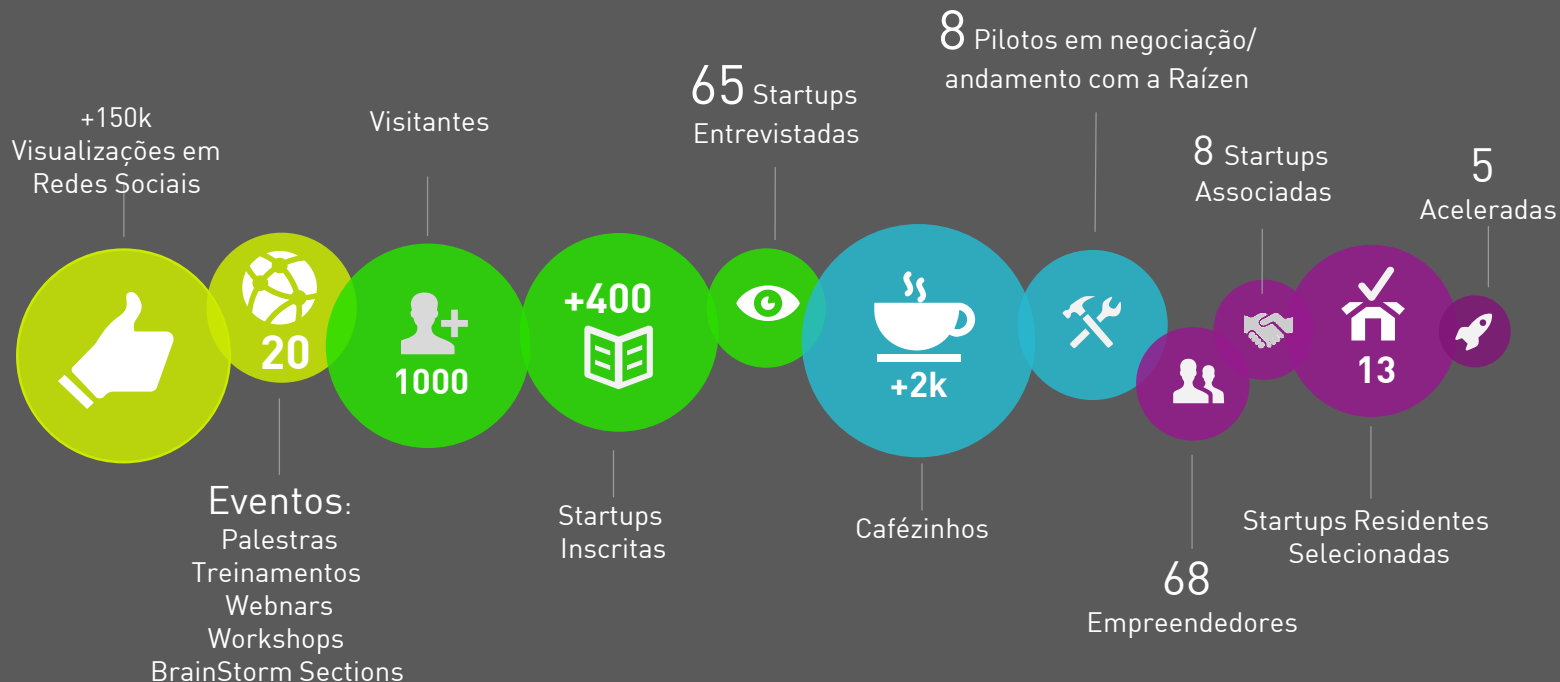 +150k
Visualizações em
Redes Sociais
20
Eventos:
Palestras
Treinamentos
Webnars
Workshops
BrainStorm Sections
Visitantes
1000
+400
Startups
Inscritas
65 Startups
Entrevistadas
+2k
Cafézinhos
8 Pilotos em negociação/
andamento com a Raízen
68
Empreendedores
8 Startups
Associadas
13
Startups Residentes
Selecionadas
5
Aceleradas